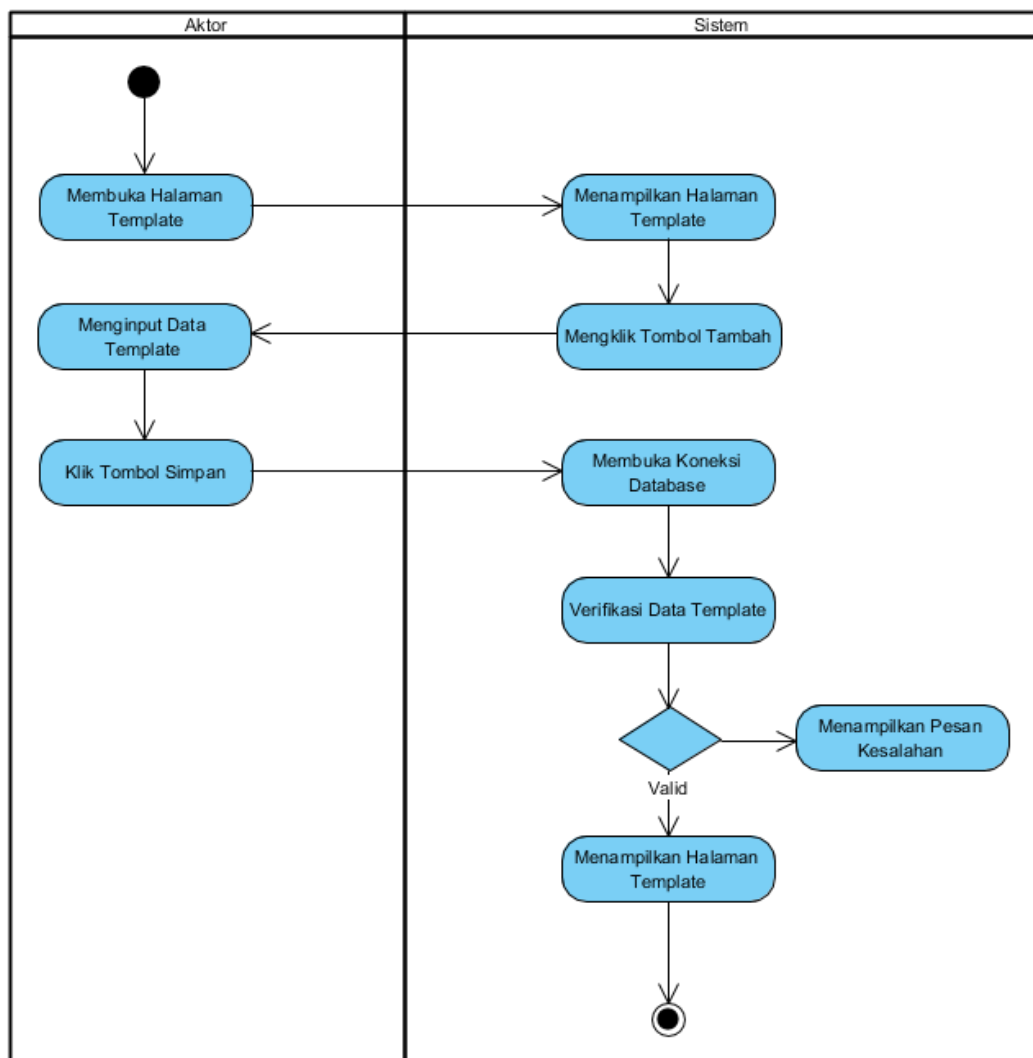 Aktor
Sistem
Membuka Halaman
Template
Menampilkan Halaman
Template
Menginput Data
Template
Mengklik Tombol Tambah
Klik Tombol Simpan
Membuka Koneksi
Database
Verifikasi Data Template
Menampilkan Pesan
Kesalahan
Valid
Menampilkan Halaman
Template